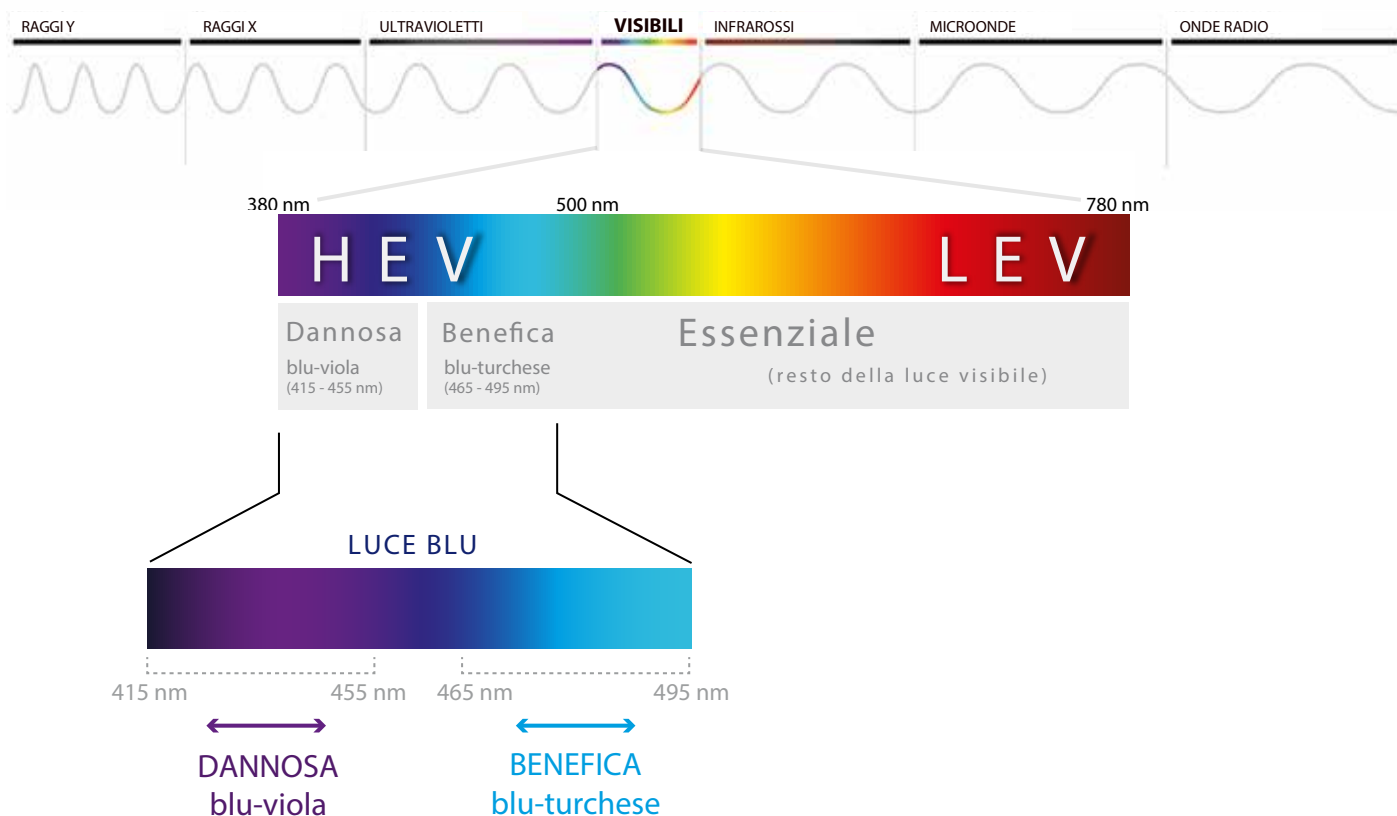 RAGGI Y RAGGI X ULTRAVIOLETTI VISIBILI INFRAROSSI MICROONDE ONDE RADIO
380 nm 500 nm 780 nm
HEV LEV
Dannosa Benefica Essenziale
blu-viola blu-turchese (resto della luce visibile)
(415 - 455 nm) (465 - 495 nm)
LUCE BLU
415 nm 455 nm 465 nm 495 nm
DANNOSA BENEFICA
blu-viola blu-turchese